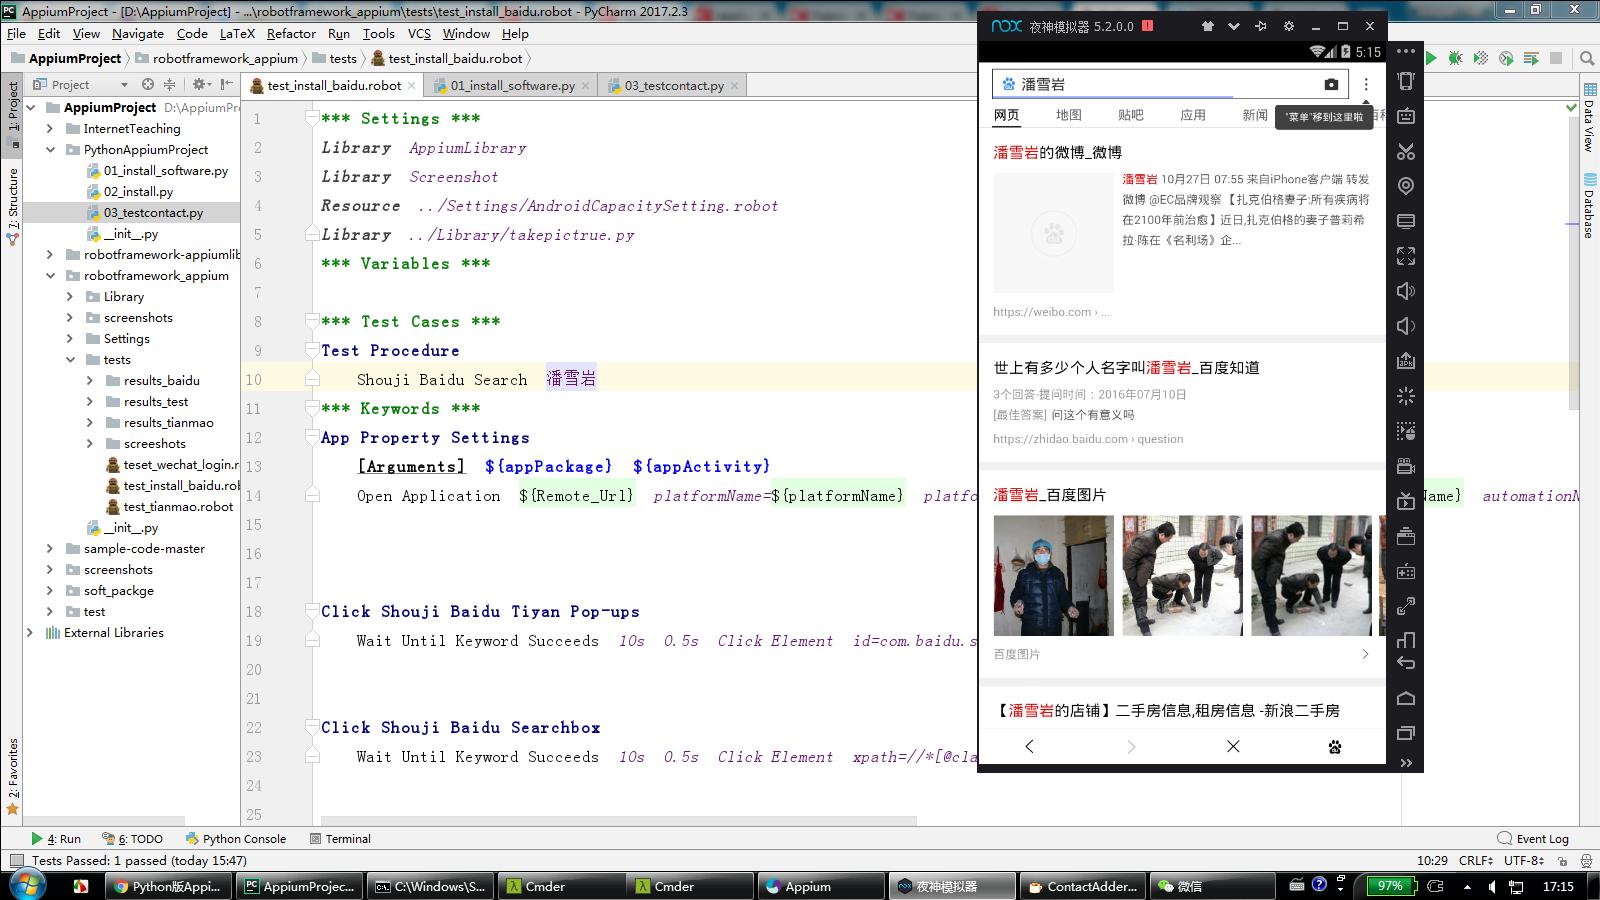 AppiumProject - [D:\AppiumProject] - ...\robotframework_appium\tests\test_install_baidu.robot - PyCharm 2017.2.3
File Edit View Navigate Code LaTeX Refactor Run Tools VCS Window Help
AppiumProject robotframework_appium tests test_install_baidu.robot
Project
test_install_baidu.robot 01_install_software.py 03_testcontact.py
1: Project
7: Structure
2: Favorites
AppiumProject D:\AppiumPr
InternetTeaching
PythonAppiumProject
01_install_software.py
02_install.py
03_testcontact.py
__init__.py
robotframework-appiumlib
robotframework_appium
Library
screenshots
Settings
tests
results_baidu
results_test
results_tianmao
screeshots
teset_wechat_login.r
test_install_baidu.rob
test_tianmao.robot
__init__.py
sample-code-master
screenshots
soft_packge
test
External Libraries
1 *** Settings ***
2 Library AppiumLibrary
3 Library Screenshot
4 Resource ../Settings/AndroidCapacitySetting.robot
5 Library ../Library/takepictrue.py
6 *** Variables ***
7
8 *** Test Cases ***
9 Test Procedure
10 Shouji Baidu Search 潘雪岩
11 *** Keywords ***
12 App Property Settings
13 [Arguments] ${appPackage} ${appActivity}
14 Open Application ${Remote_Url} platformName=${platformName} platfo Name} automationN
15
16
17
18 Click Shouji Baidu Tiyan Pop-ups
19 Wait Until Keyword Succeeds 10s 0.5s Click Element id=com.baidu.s
20
21
22 Click Shouji Baidu Searchbox
23 Wait Until Keyword Succeeds 10s 0.5s Click Element xpath=//*[@cla
24
25
nox 夜神模拟器 5.2.0.0
5:15
潘雪岩
网页 地图 贴吧 应用 新闻 百科
"菜单"移到这里啦
潘雪岩的微博_微博
潘雪岩 10月27日 07:55 来自iPhone客户端 转发
微博 @EC品牌观察 【扎克伯格妻子:所有疾病将
在2100年前治愈】近日,扎克伯格的妻子普莉希
拉·陈在《名利场》企...
https://weibo.com › ...
世上有多少个人名字叫潘雪岩_百度知道
3个回答-提问时间：2016年07月10日
[最佳答案] 问这个有意义吗
https://zhidao.baidu.com › question
潘雪岩_百度图片
百度图片
【潘雪岩的店铺】二手房信息,租房信息 -新浪二手房
Data View
Database
4: Run 6: TODO Python Console Terminal Event Log
Tests Passed: 1 passed (today 15:47) 10:29 CRLF UTF-8
Python版Appi... AppiumProjec... C:\Windows\S... Cmder Cmder Appium 夜神模拟器 ContactAdder... 微信 97% 17:15